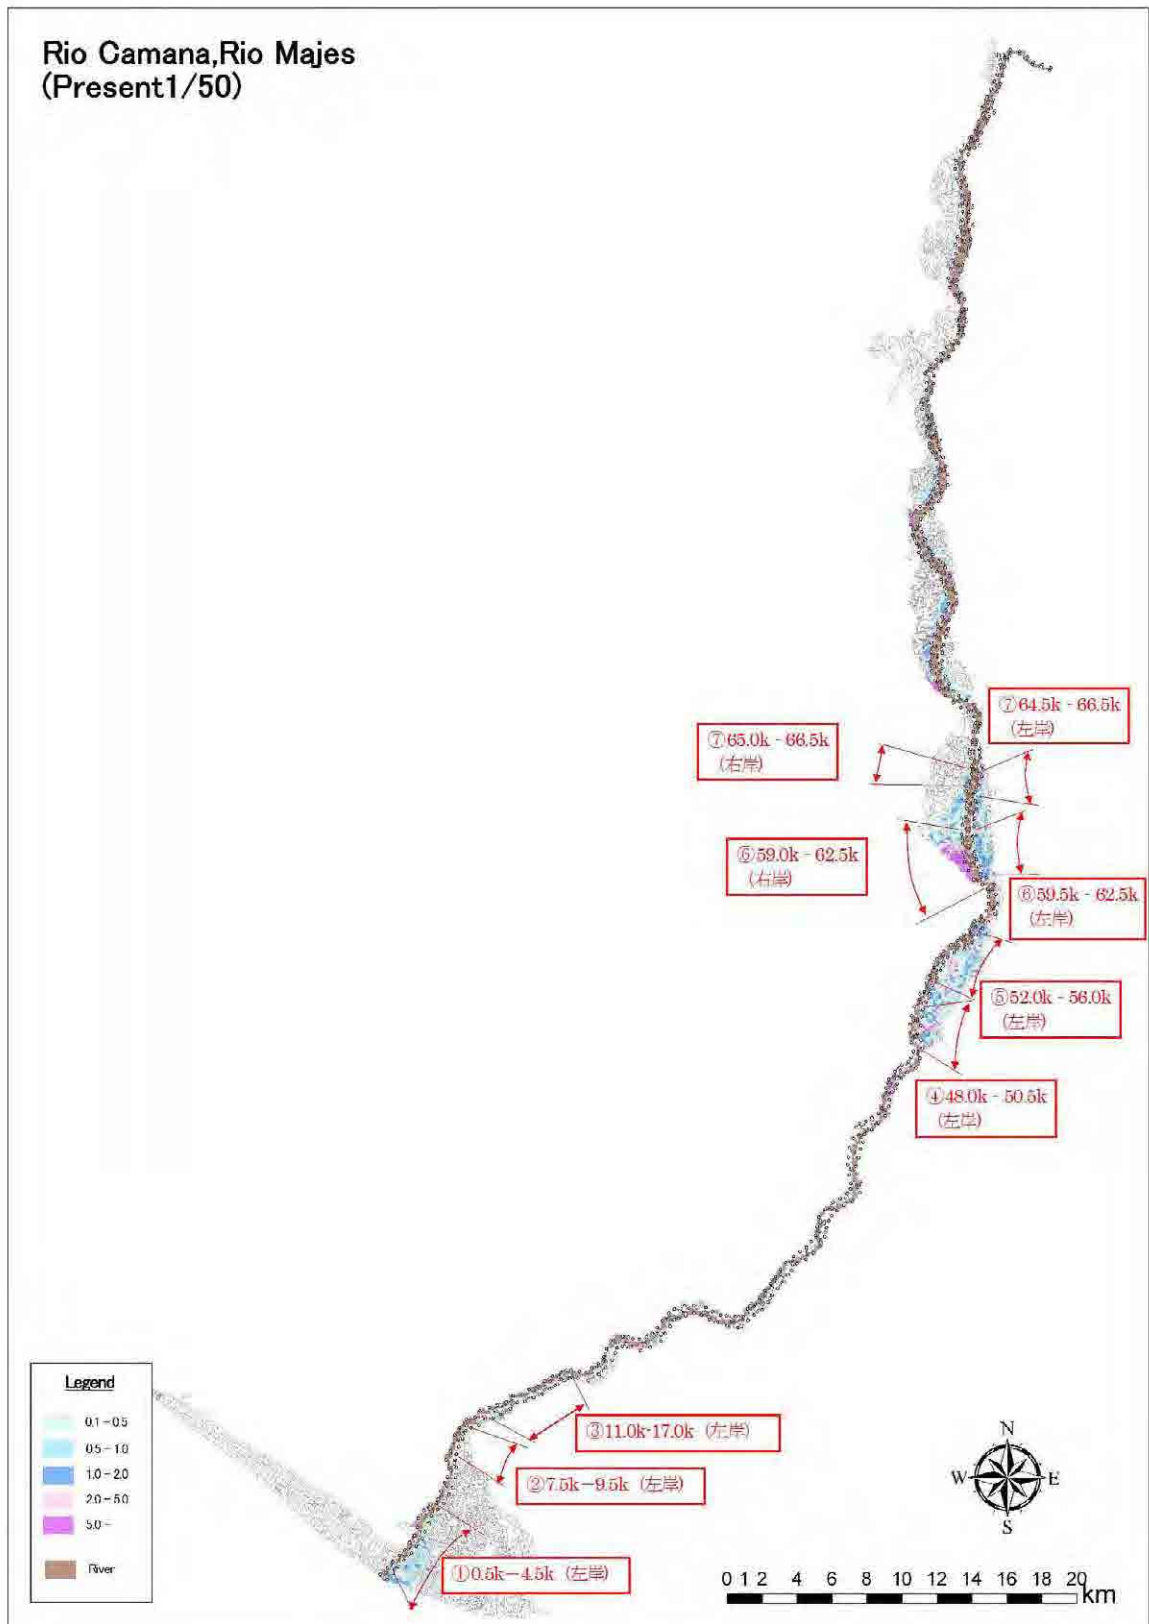 Rio Camana,Rio Majes
(Present1/50)
⑦64.5k - 66.5k
(左岸)
⑦65.0k - 66.5k
(右岸)
⑥59.0k - 62.5k
(右岸)
⑥59.5k - 62.5k
(左岸)
⑤52.0k - 56.0k
(左岸)
④48.0k - 50.5k
(左岸)
③11.0k-17.0k (左岸)
②7.5k－9.5k (左岸)
①0.5k－4.5k (左岸)
Legend
0.1 - 0.5
0.5 - 1.0
1.0 - 2.0
2.0 - 5.0
5.0 -
River
N
W E
S
0 1 2 4 6 8 10 12 14 16 18 20
km